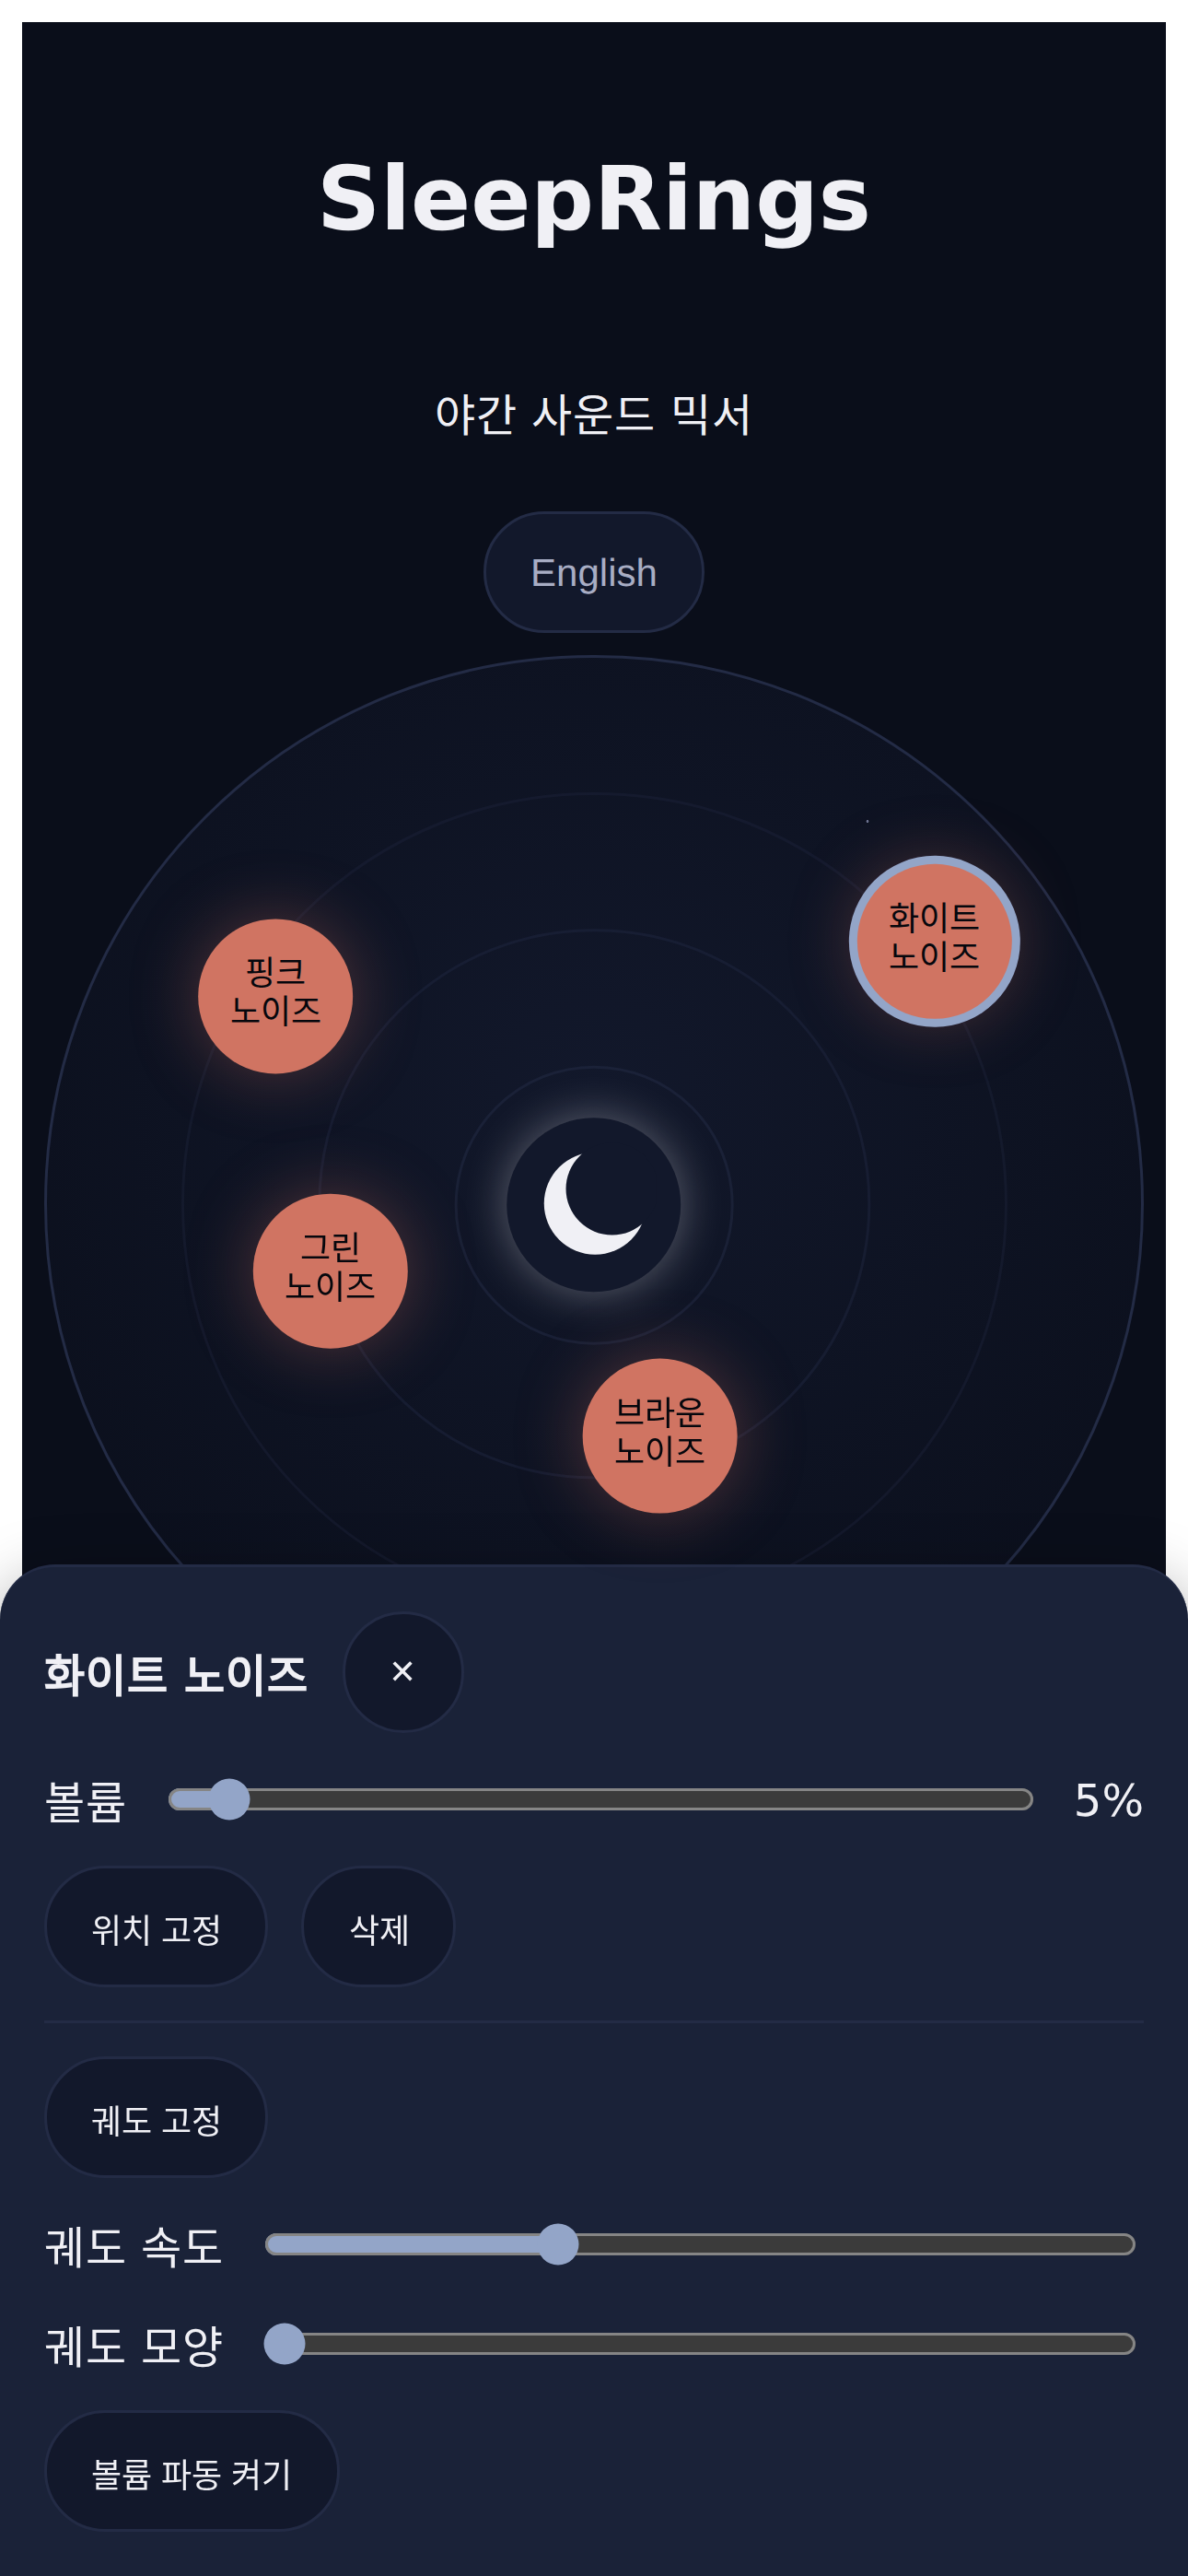 SleepRings
야간 사운드 믹서
English
화이트
노이즈
핑크
노이즈
그린
노이즈
브라운
노이즈
화이트 노이즈 ×
볼륨 5%
위치 고정 삭제
궤도 고정
궤도 속도
궤도 모양
볼륨 파동 켜기